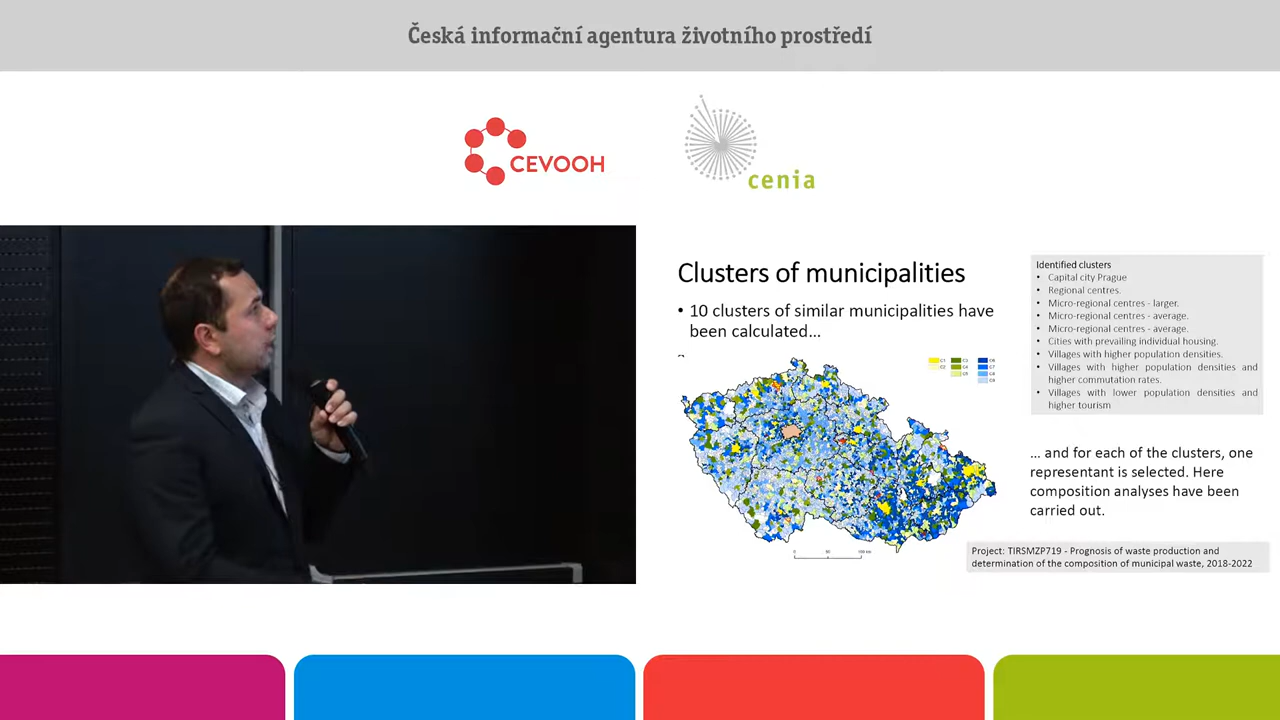 Česká informační agentura životního prostředí
CEVOOH
cenia
Clusters of municipalities
• 10 clusters of similar municipalities have
been calculated…
Identified clusters
• Capital city Prague
• Regional centres.
• Micro-regional centres - larger.
• Micro-regional centres - average.
• Micro-regional centres - average.
• Cities with prevailing individual housing.
• Villages with higher population densities.
• Villages with higher population densities and
higher commutation rates.
• Villages with lower population densities and
higher tourism
… and for each of the clusters, one
representant is selected. Here
composition analyses have been
carried out.
Project: TIRSMZP719 - Prognosis of waste production and
determination of the composition of municipal waste, 2018-2022